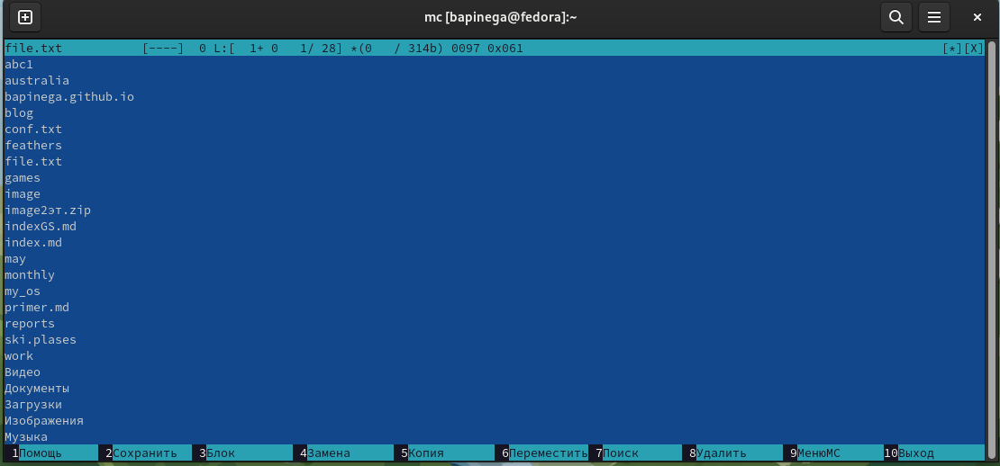 mc [bapinega@fedora]:~
file.txt [----] 0 L:[ 1+ 0 1/ 28] *(0 / 314b) 0097 0x061 [*][X]
abc1
australia
bapinega.github.io
blog
conf.txt
feathers
file.txt
games
image
image2эт.zip
indexGS.md
index.md
may
monthly
my_os
primer.md
reports
ski.plases
work
Видео
Документы
Загрузки
Изображения
Музыка
1Помощь 2Сохранить 3Блок 4Замена 5Копия 6Переместить 7Поиск 8Удалить 9МенюMC 10Выход